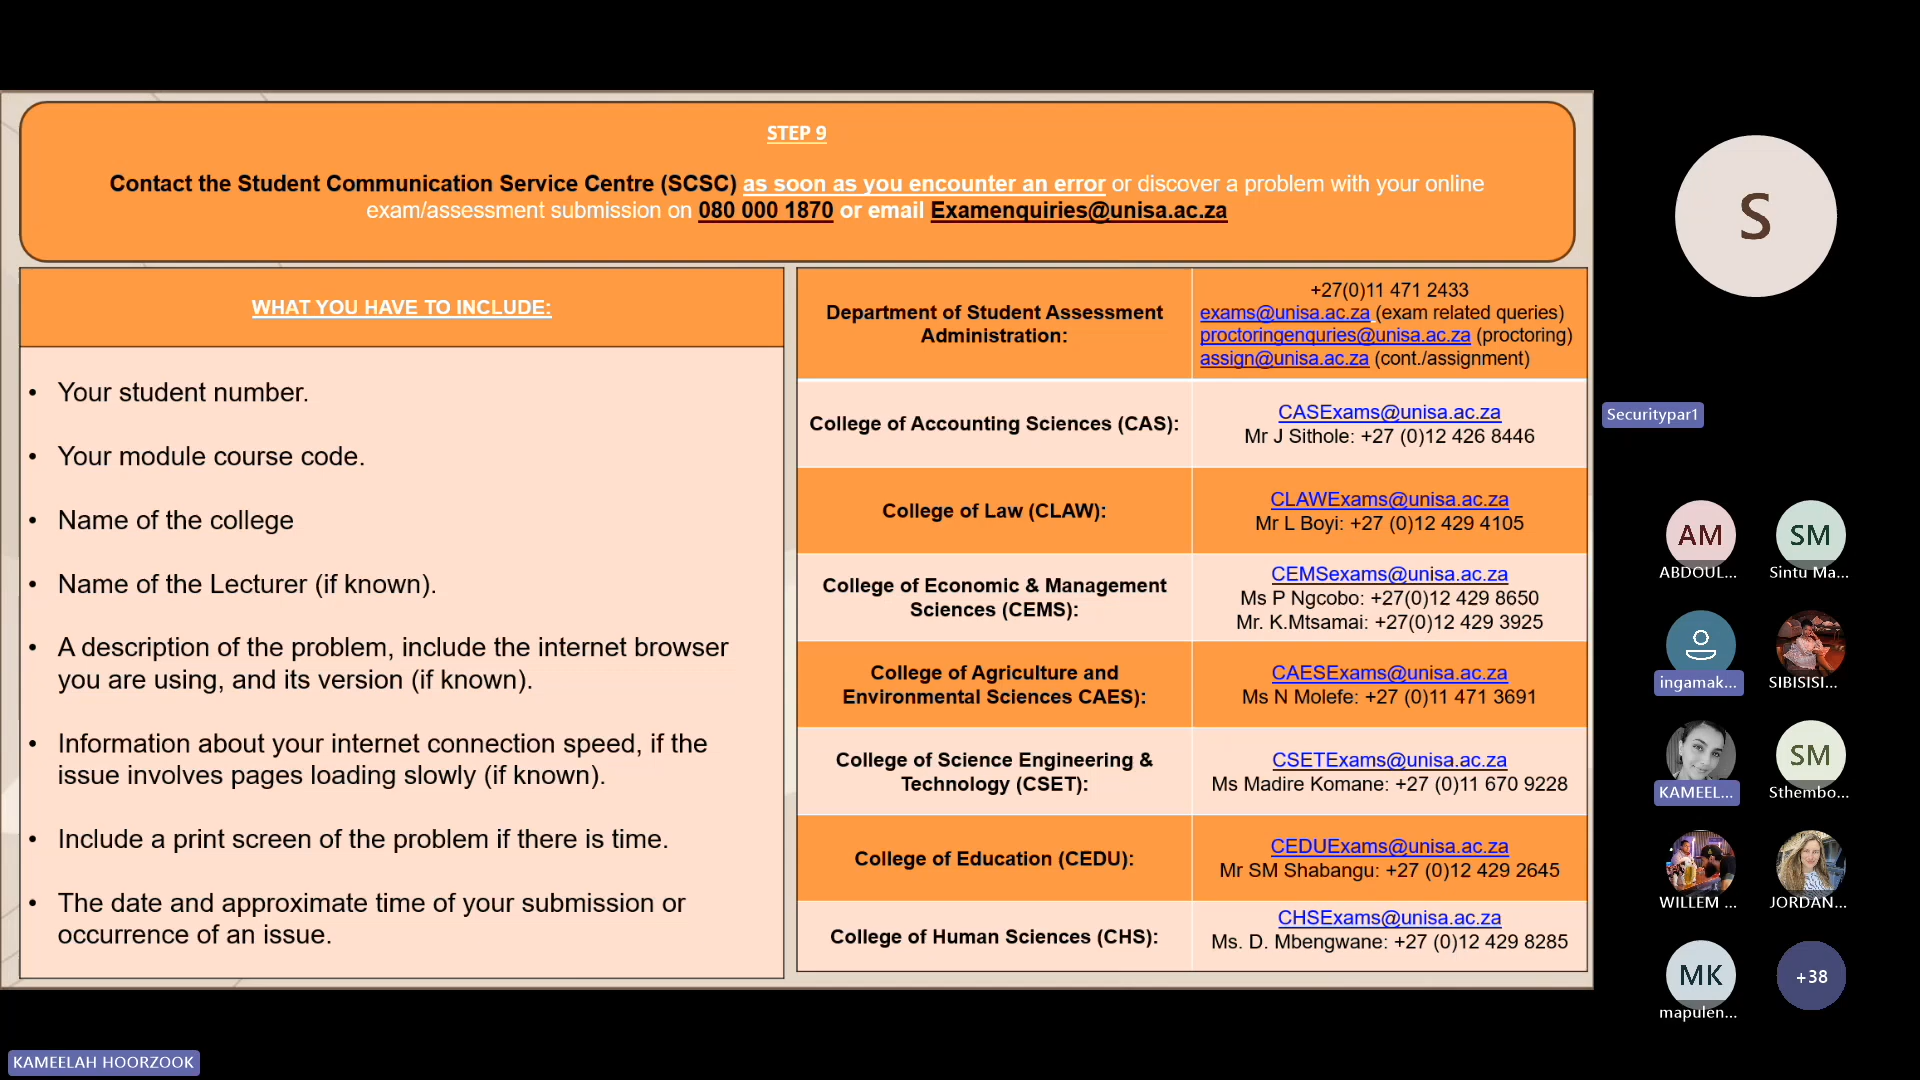 STEP 9
Contact the Student Communication Service Centre (SCSC) as soon as you encounter an error or discover a problem with your online
exam/assessment submission on 080 000 1870 or email Examenquiries@unisa.ac.za
WHAT YOU HAVE TO INCLUDE:
• Your student number.
• Your module course code.
• Name of the college
• Name of the Lecturer (if known).
• A description of the problem, include the internet browser
you are using, and its version (if known).
• Information about your internet connection speed, if the
issue involves pages loading slowly (if known).
• Include a print screen of the problem if there is time.
• The date and approximate time of your submission or
occurrence of an issue.
Department of Student Assessment
Administration:
+27(0)11 471 2433
exams@unisa.ac.za (exam related queries)
proctoringenquries@unisa.ac.za (proctoring)
assign@unisa.ac.za (cont./assignment)
College of Accounting Sciences (CAS):
CASExams@unisa.ac.za
Mr J Sithole: +27 (0)12 426 8446
College of Law (CLAW):
CLAWExams@unisa.ac.za
Mr L Boyi: +27 (0)12 429 4105
College of Economic & Management
Sciences (CEMS):
CEMSexams@unisa.ac.za
Ms P Ngcobo: +27(0)12 429 8650
Mr. K.Mtsamai: +27(0)12 429 3925
College of Agriculture and
Environmental Sciences CAES):
CAESExams@unisa.ac.za
Ms N Molefe: +27 (0)11 471 3691
College of Science Engineering &
Technology (CSET):
CSETExams@unisa.ac.za
Ms Madire Komane: +27 (0)11 670 9228
College of Education (CEDU):
CEDUExams@unisa.ac.za
Mr SM Shabangu: +27 (0)12 429 2645
College of Human Sciences (CHS):
CHSExams@unisa.ac.za
Ms. D. Mbengwane: +27 (0)12 429 8285
S
Securitypar1
AM
ABDOUL...
SM
Sintu Ma...
ingamak...
SIBISISI...
KAMEEL...
SM
Sthembo...
WILLEM ...
JORDAN...
MK
mapulen...
+38
KAMEELAH HOORZOOK